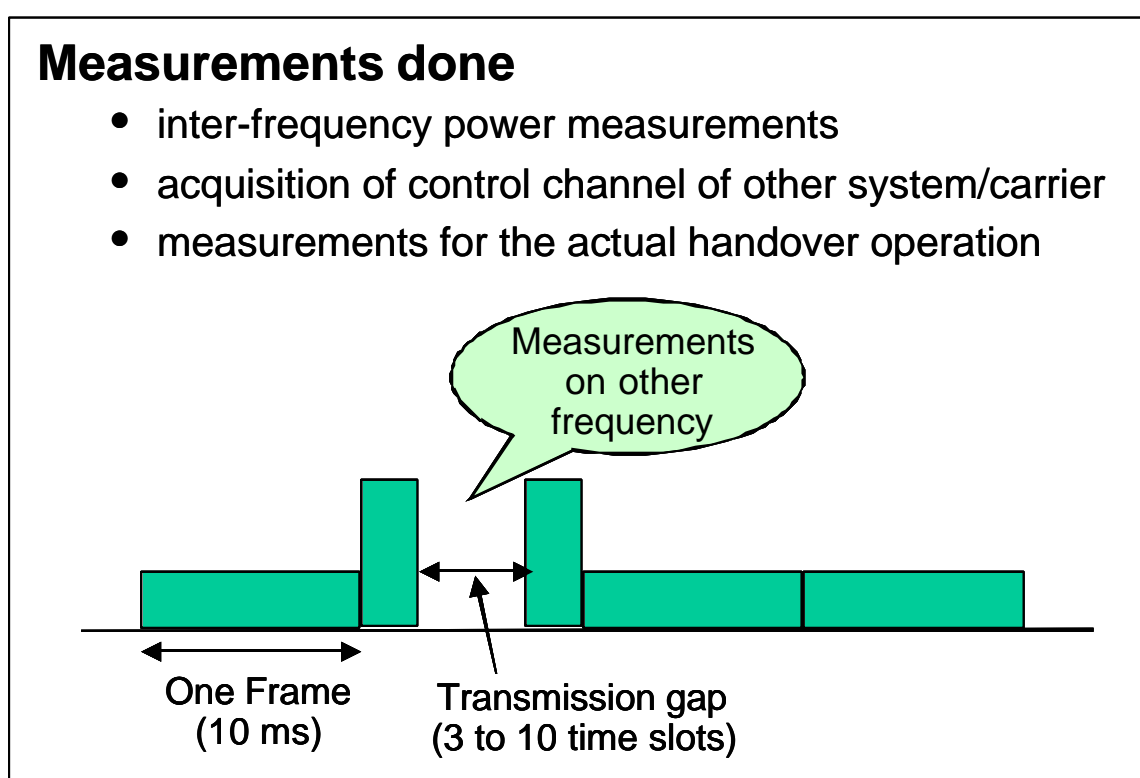 Measurements done
• inter-frequency power measurements
• acquisition of control channel of other system/carrier
• measurements for the actual handover operation
Measurements
on other
frequency
One Frame
(10 ms)
Transmission gap
(3 to 10 time slots)